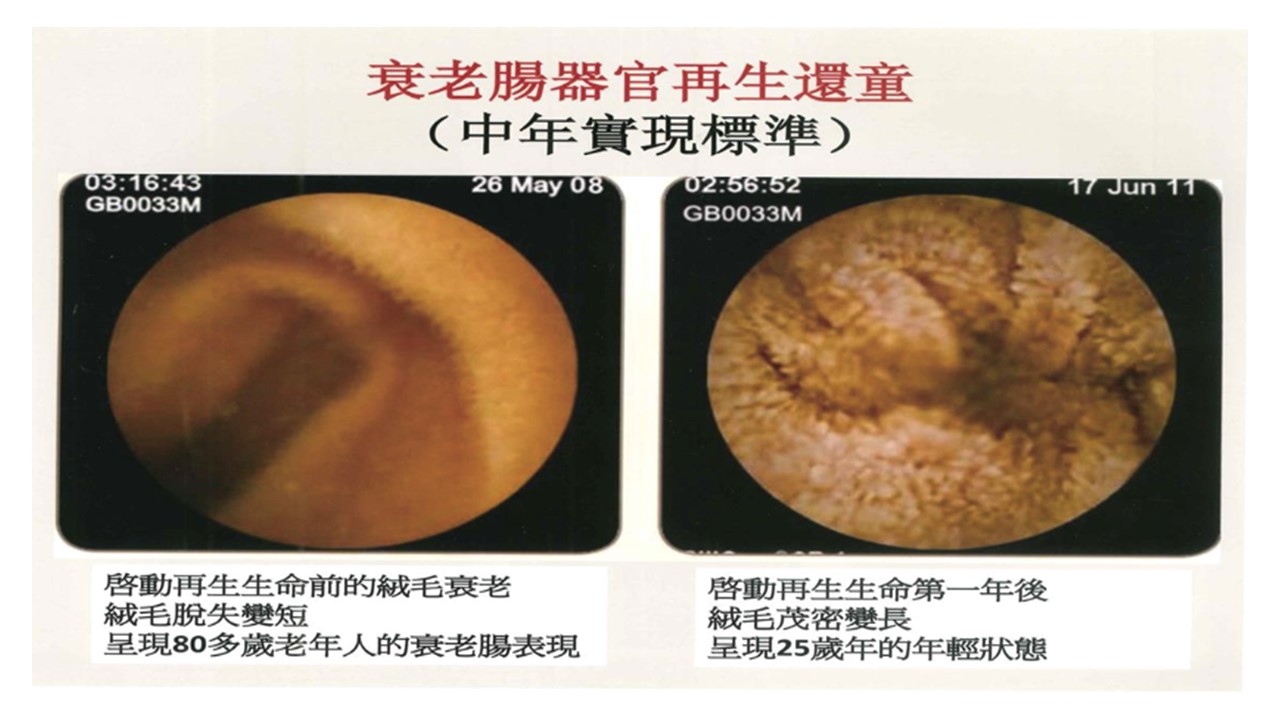 衰老腸器官再生還童
（中年實現標準）
03:16:43
26 May 08
GB0033M
02:56:52
17 Jun 11
GB0033M
啓動再生生命前的絨毛衰老
絨毛脫失變短
呈現80多歲老年人的衰老腸表現
啓動再生生命第一年後
絨毛茂密變長
呈現25歲年的年輕狀態